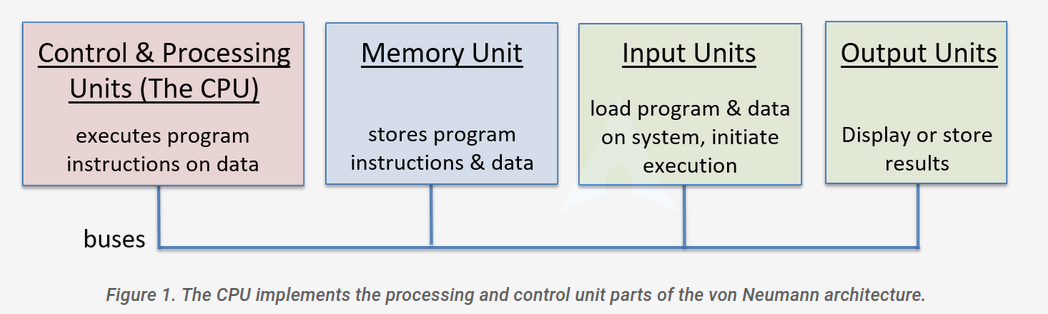 Control & Processing
Units (The CPU)
executes program
instructions on data
Memory Unit
stores program
instructions & data
Input Units
load program & data
on system, initiate
execution
Output Units
Display or store
results
buses
Figure 1. The CPU implements the processing and control unit parts of the von Neumann architecture.